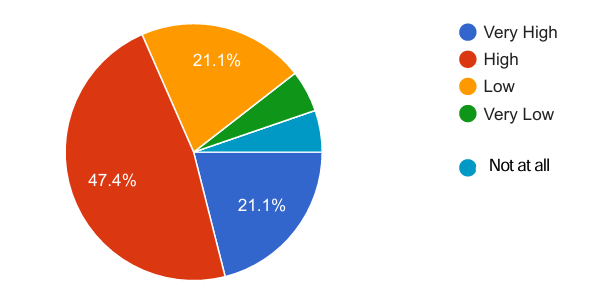 21.1%
47.4%
21.1%
Very High
High
Low
Very Low
Not at all